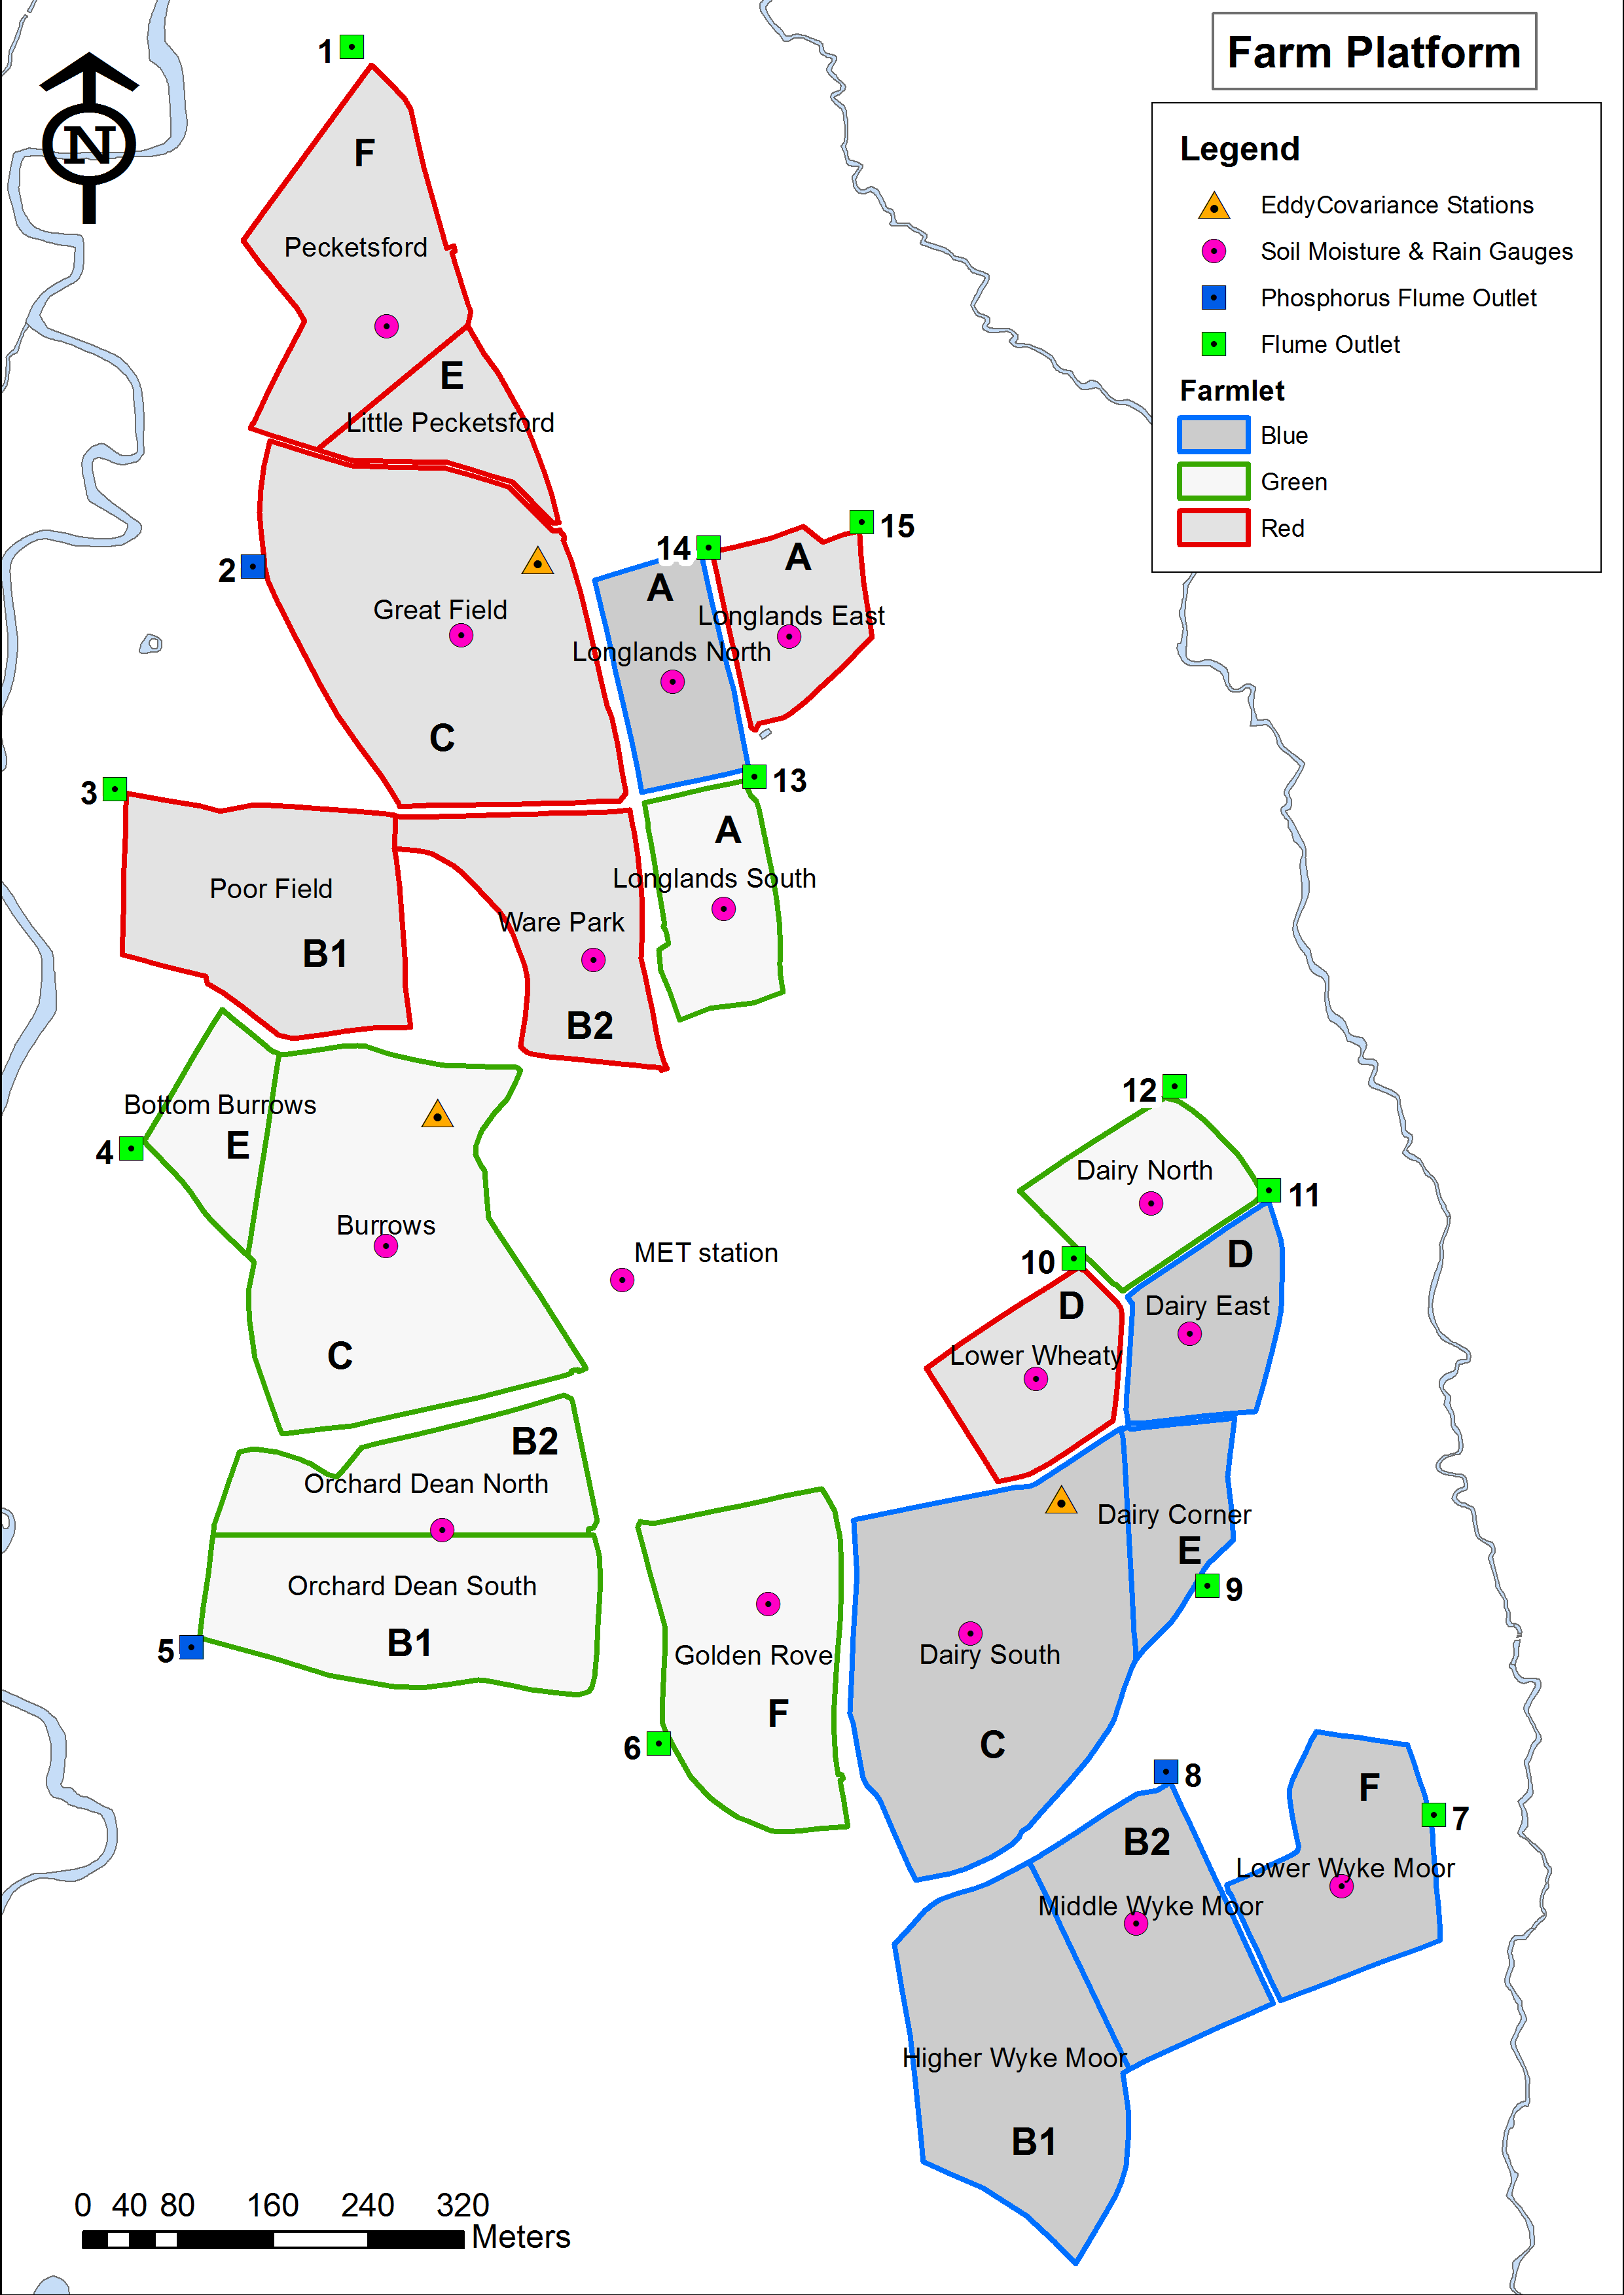 Farm Platform
N
Legend
EddyCovariance Stations
Soil Moisture & Rain Gauges
Phosphorus Flume Outlet
Flume Outlet
Farmlet
Blue
Green
Red
1
F
Pecketsford
E
Little Pecketsford
2
Great Field
C
14
15
A
A
Longlands East
Longlands North
13
3
A
Longlands South
Poor Field
B1
Ware Park
B2
Bottom Burrows
E
4
Burrows
C
MET station
12
Dairy North
11
10
D
D
Dairy East
Lower Wheaty
B2
Orchard Dean North
Orchard Dean South
B1
5
Golden Rove
F
6
Dairy Corner
E
9
Dairy South
C
8
B2
Middle Wyke Moor
F
7
Lower Wyke Moor
Higher Wyke Moor
B1
0 40 80 160 240 320
Meters